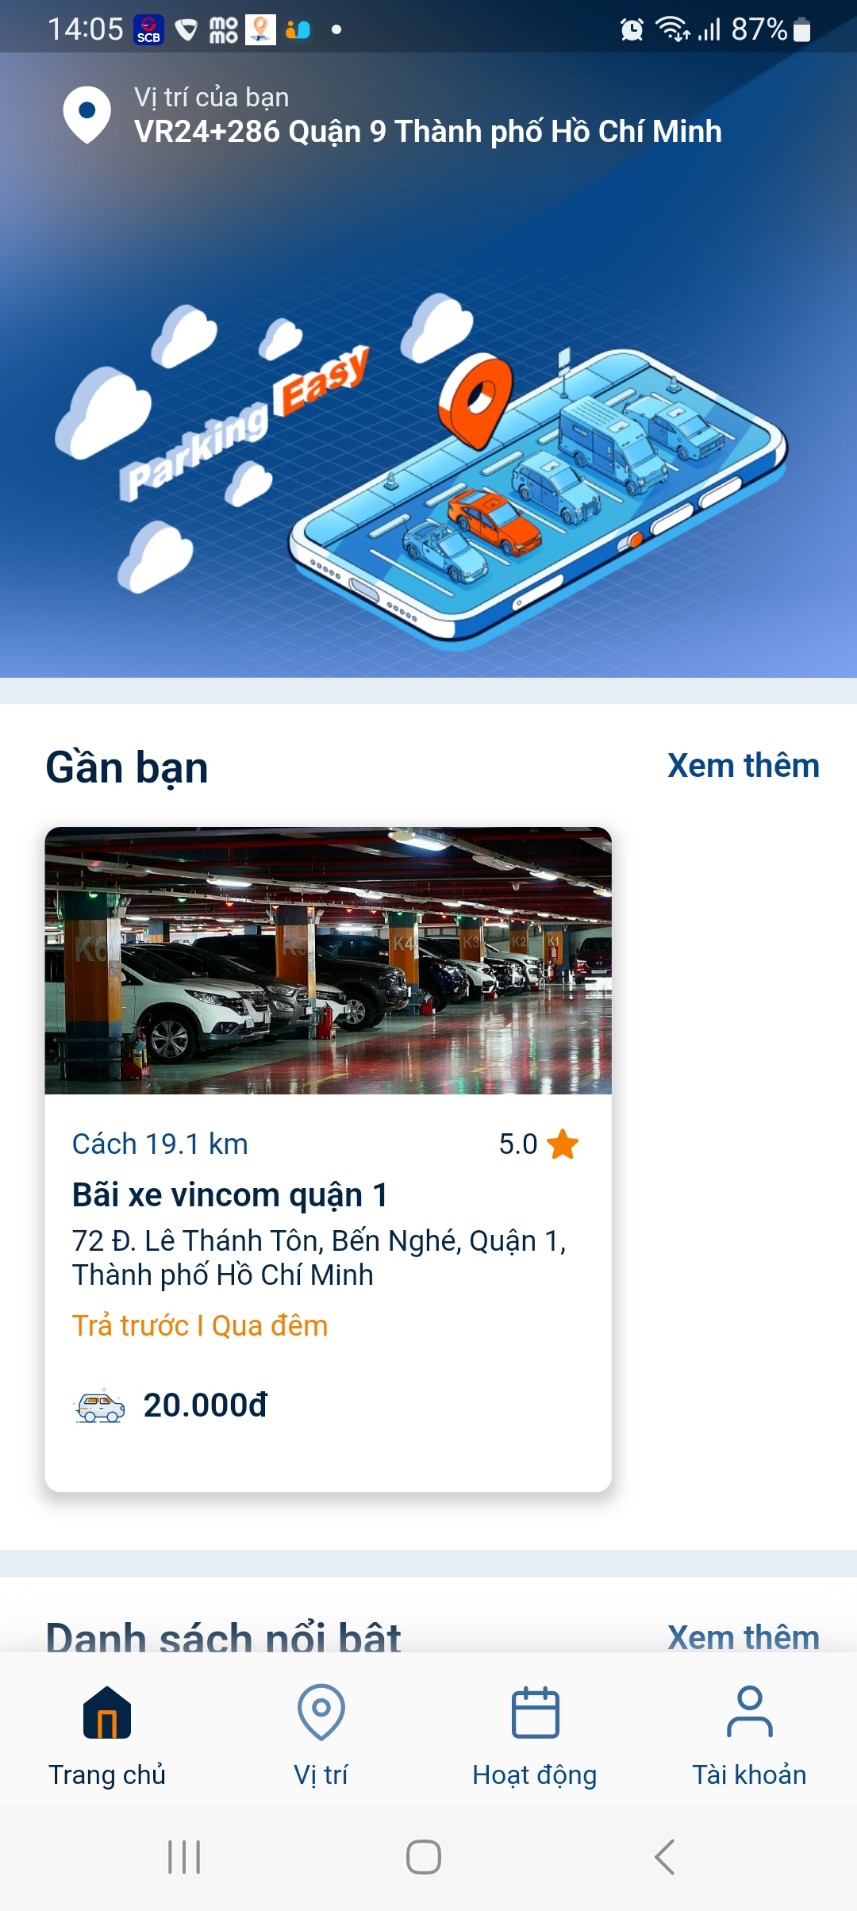 14:05 SCB mo mo 87%
Vị trí của bạn
VR24+286 Quận 9 Thành phố Hồ Chí Minh
Parking Easy
Gần bạn Xem thêm
K6 K5 K4 K3 K2 K1
Cách 19.1 km 5.0
Bãi xe vincom quận 1
72 Đ. Lê Thánh Tôn, Bến Nghé, Quận 1,
Thành phố Hồ Chí Minh
Trả trước I Qua đêm
20.000đ
Danh sách nổi bật Xem thêm
Trang chủ Vị trí Hoạt động Tài khoản